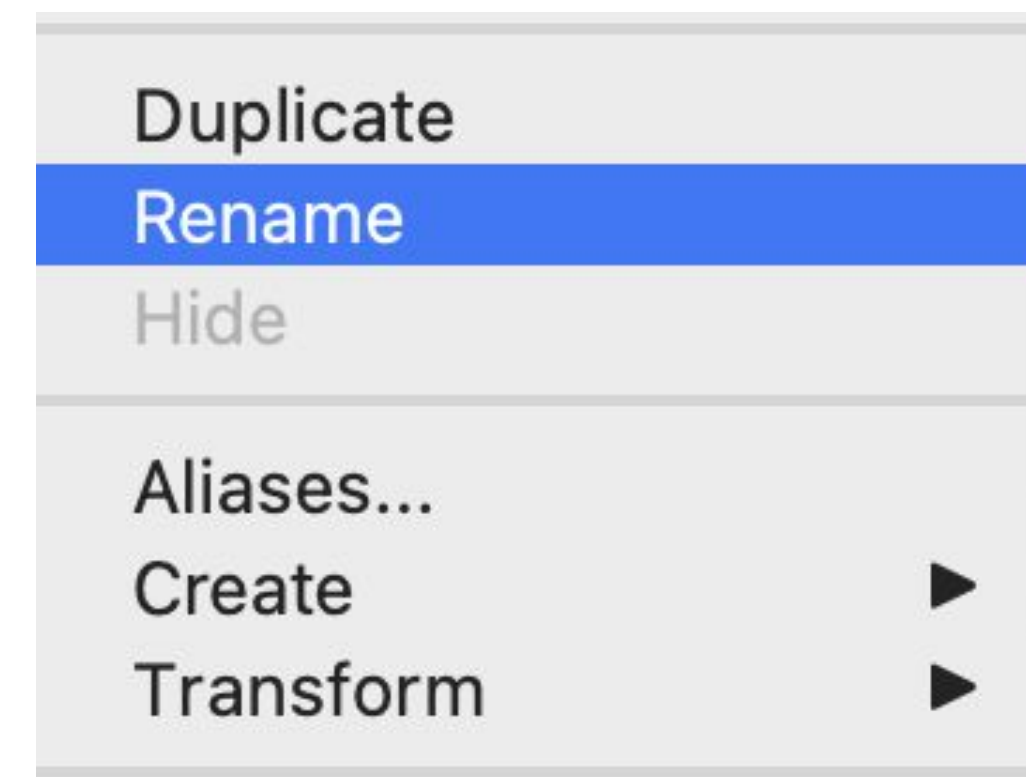 Duplicate
Rename
Hide
Aliases...
Create
Transform